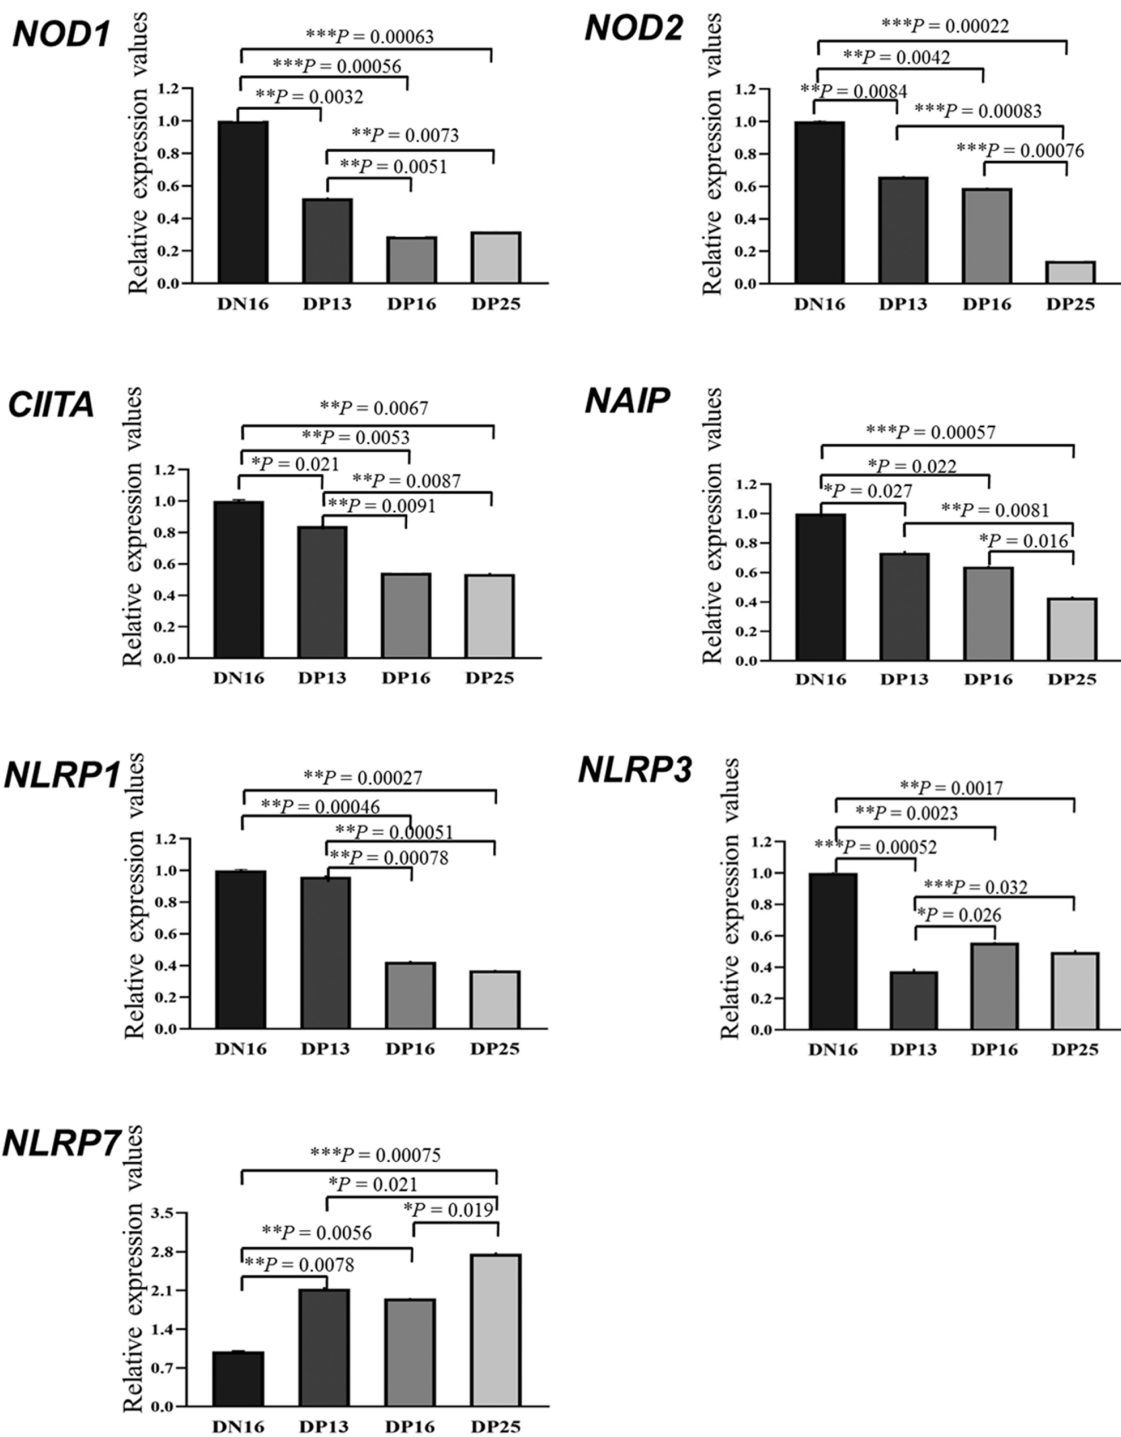 NOD1
Relative expression values
***P = 0.00063
***P = 0.00056
**P = 0.0032
**P = 0.0073
**P = 0.0051
1.2
1.0
0.8
0.6
0.4
0.2
0.0
DN16 DP13 DP16 DP25
NOD2
Relative expression values
***P = 0.00022
**P = 0.0042
**P = 0.0084
***P = 0.00083
***P = 0.00076
1.2
1.0
0.8
0.6
0.4
0.2
0.0
DN16 DP13 DP16 DP25
CIITA
Relative expression values
**P = 0.0067
**P = 0.0053
*P = 0.021
**P = 0.0087
**P = 0.0091
1.2
1.0
0.8
0.6
0.4
0.2
0.0
DN16 DP13 DP16 DP25
NAIP
Relative expression values
***P = 0.00057
*P = 0.022
*P = 0.027
**P = 0.0081
*P = 0.016
1.2
1.0
0.8
0.6
0.4
0.2
0.0
DN16 DP13 DP16 DP25
NLRP1
Relative expression values
**P = 0.00027
**P = 0.00046
**P = 0.00051
**P = 0.00078
1.2
1.0
0.8
0.6
0.4
0.2
0.0
DN16 DP13 DP16 DP25
NLRP3
Relative expression values
**P = 0.0017
**P = 0.0023
***P = 0.00052
***P = 0.032
*P = 0.026
1.2
1.0
0.8
0.6
0.4
0.2
0.0
DN16 DP13 DP16 DP25
NLRP7
Relative expression values
***P = 0.00075
*P = 0.021
*P = 0.019
**P = 0.0056
**P = 0.0078
3.5
2.8
2.1
1.4
0.7
0.0
DN16 DP13 DP16 DP25